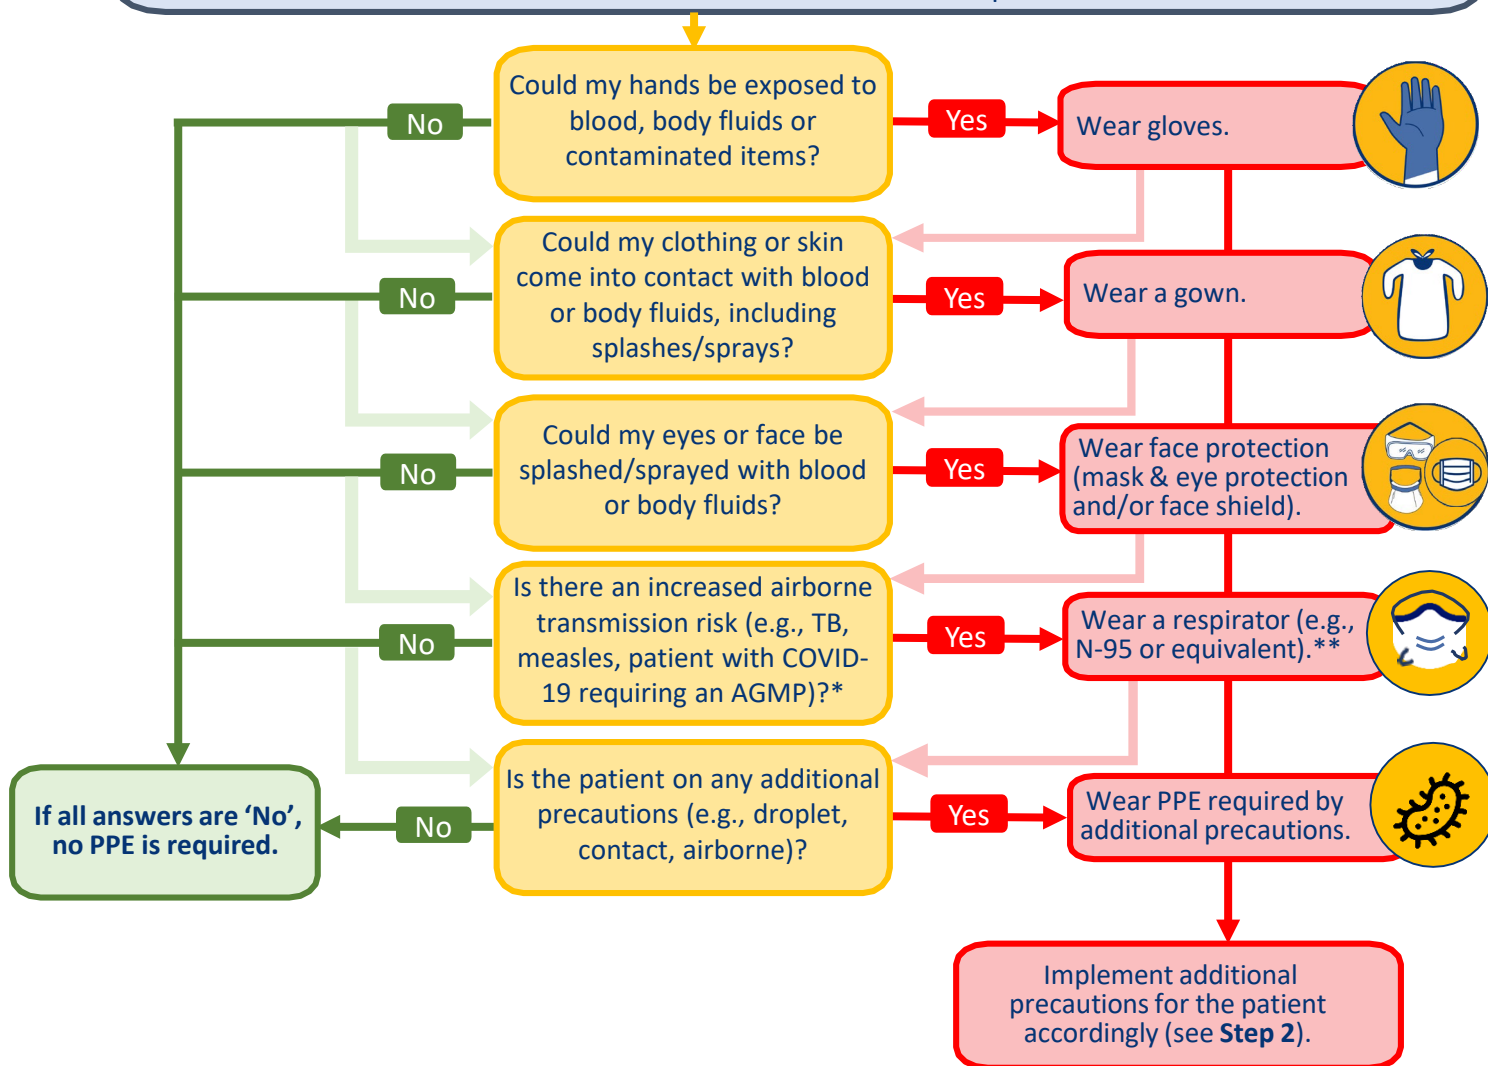 Could my hands be exposed to
blood, body fluids or
contaminated items?
No
Yes
Wear gloves.
Could my clothing or skin
come into contact with blood
or body fluids, including
splashes/sprays?
No
Yes
Wear a gown.
Could my eyes or face be
splashed/sprayed with blood
or body fluids?
No
Yes
Wear face protection
(mask & eye protection
and/or face shield).
Is there an increased airborne
transmission risk (e.g., TB,
measles, patient with COVID-
19 requiring an AGMP)?*
No
Yes
Wear a respirator (e.g.,
N-95 or equivalent).**
Is the patient on any additional
precautions (e.g., droplet,
contact, airborne)?
No
Yes
Wear PPE required by
additional precautions.
If all answers are ‘No’,
no PPE is required.
Implement additional
precautions for the patient
accordingly (see Step 2).